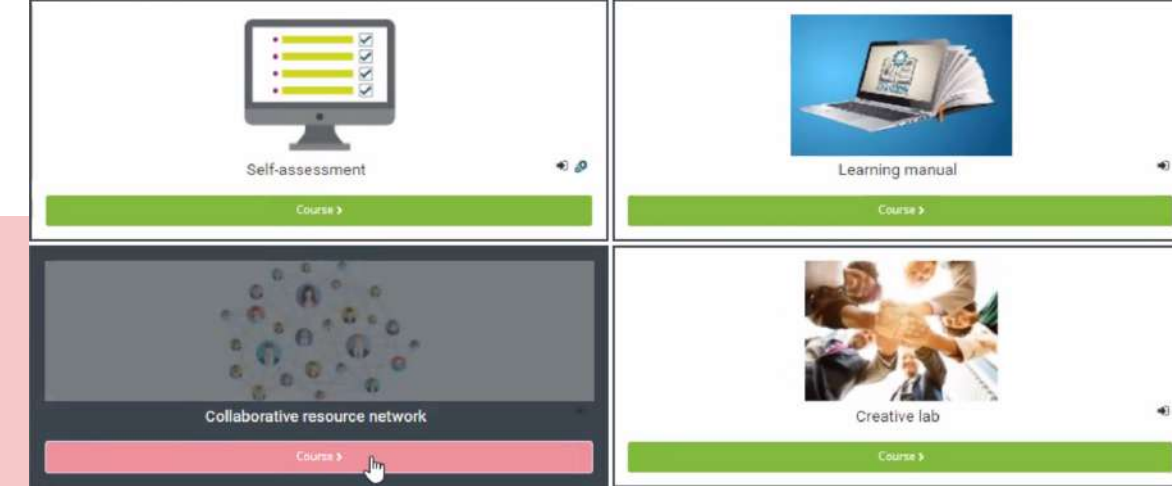 Self-assessment
Course >
Learning manual
Course >
Collaborative resource network
Course >
Creative lab
Course >